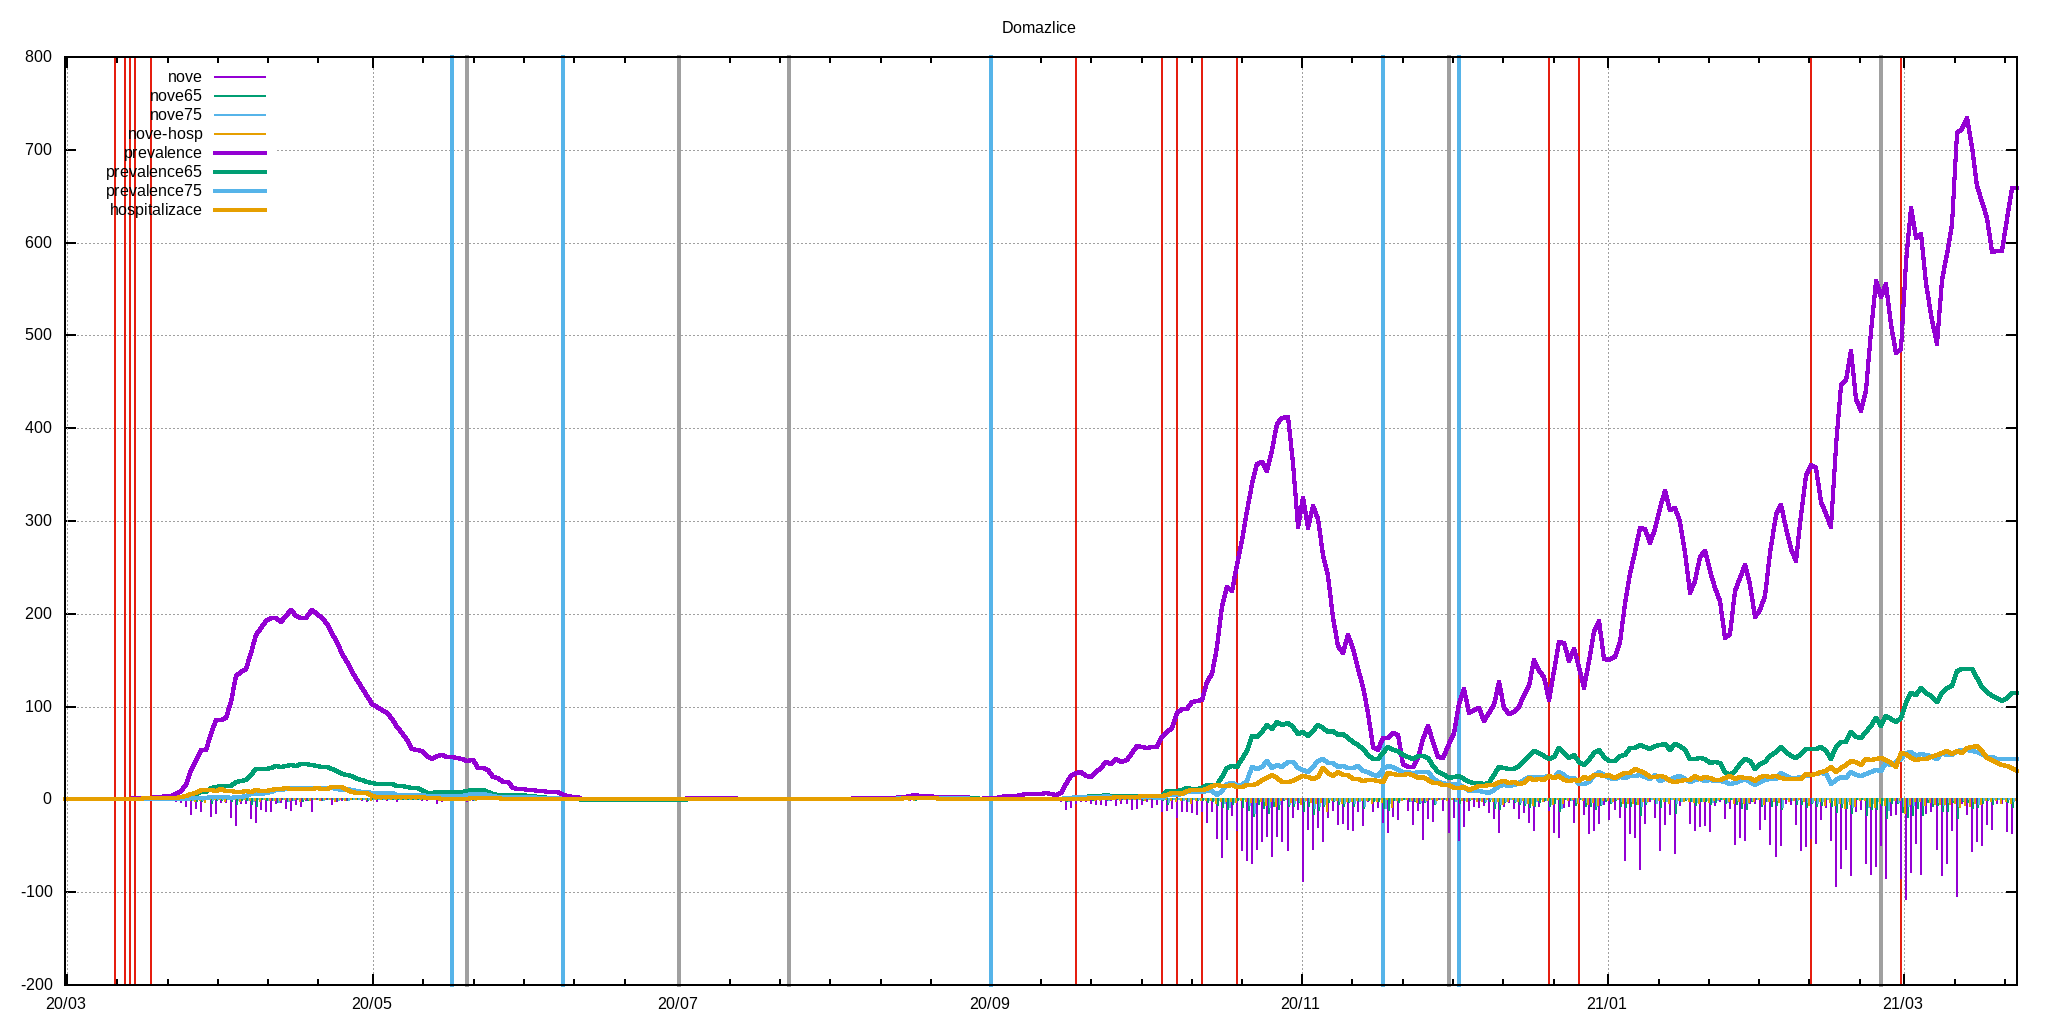 Domazlice
800
700
600
500
400
300
200
100
0
-100
-200
nove
nove65
nove75
nove-hosp
prevalence
prevalence65
prevalence75
hospitalizace
20/03 20/05 20/07 20/09 20/11 21/01 21/03